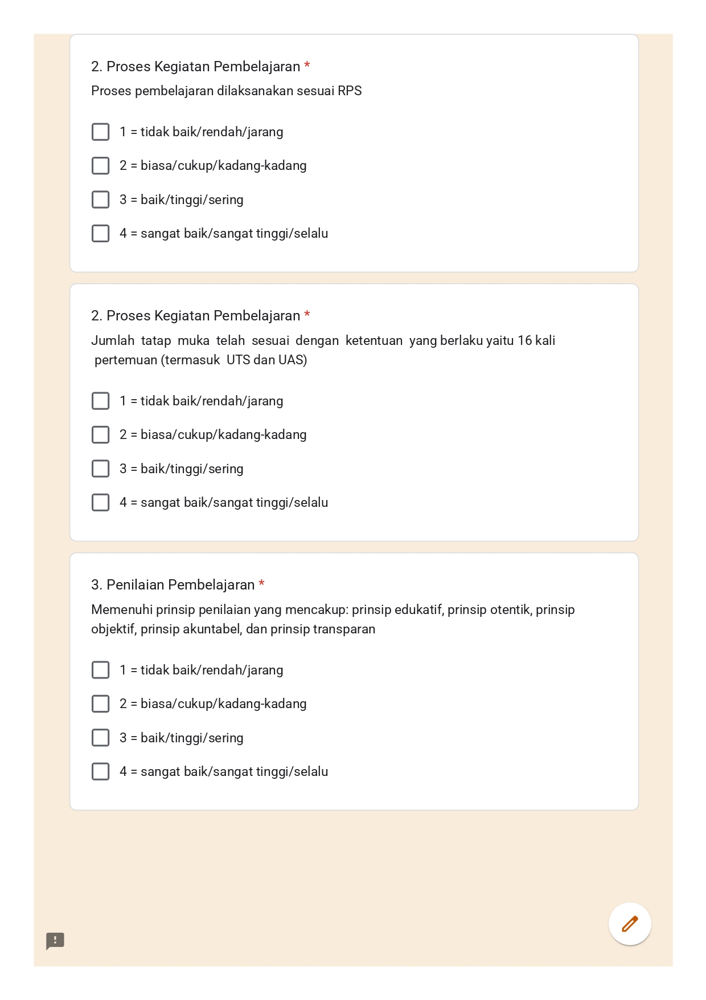 2. Proses Kegiatan Pembelajaran *
Proses pembelajaran dilaksanakan sesuai RPS
1 = tidak baik/rendah/jarang
2 = biasa/cukup/kadang-kadang
3 = baik/tinggi/sering
4 = sangat baik/sangat tinggi/selalu
2. Proses Kegiatan Pembelajaran *
Jumlah tatap muka telah sesuai dengan ketentuan yang berlaku yaitu 16 kali
pertemuan (termasuk UTS dan UAS)
1 = tidak baik/rendah/jarang
2 = biasa/cukup/kadang-kadang
3 = baik/tinggi/sering
4 = sangat baik/sangat tinggi/selalu
3. Penilaian Pembelajaran *
Memenuhi prinsip penilaian yang mencakup: prinsip edukatif, prinsip otentik, prinsip
objektif, prinsip akuntabel, dan prinsip transparan
1 = tidak baik/rendah/jarang
2 = biasa/cukup/kadang-kadang
3 = baik/tinggi/sering
4 = sangat baik/sangat tinggi/selalu